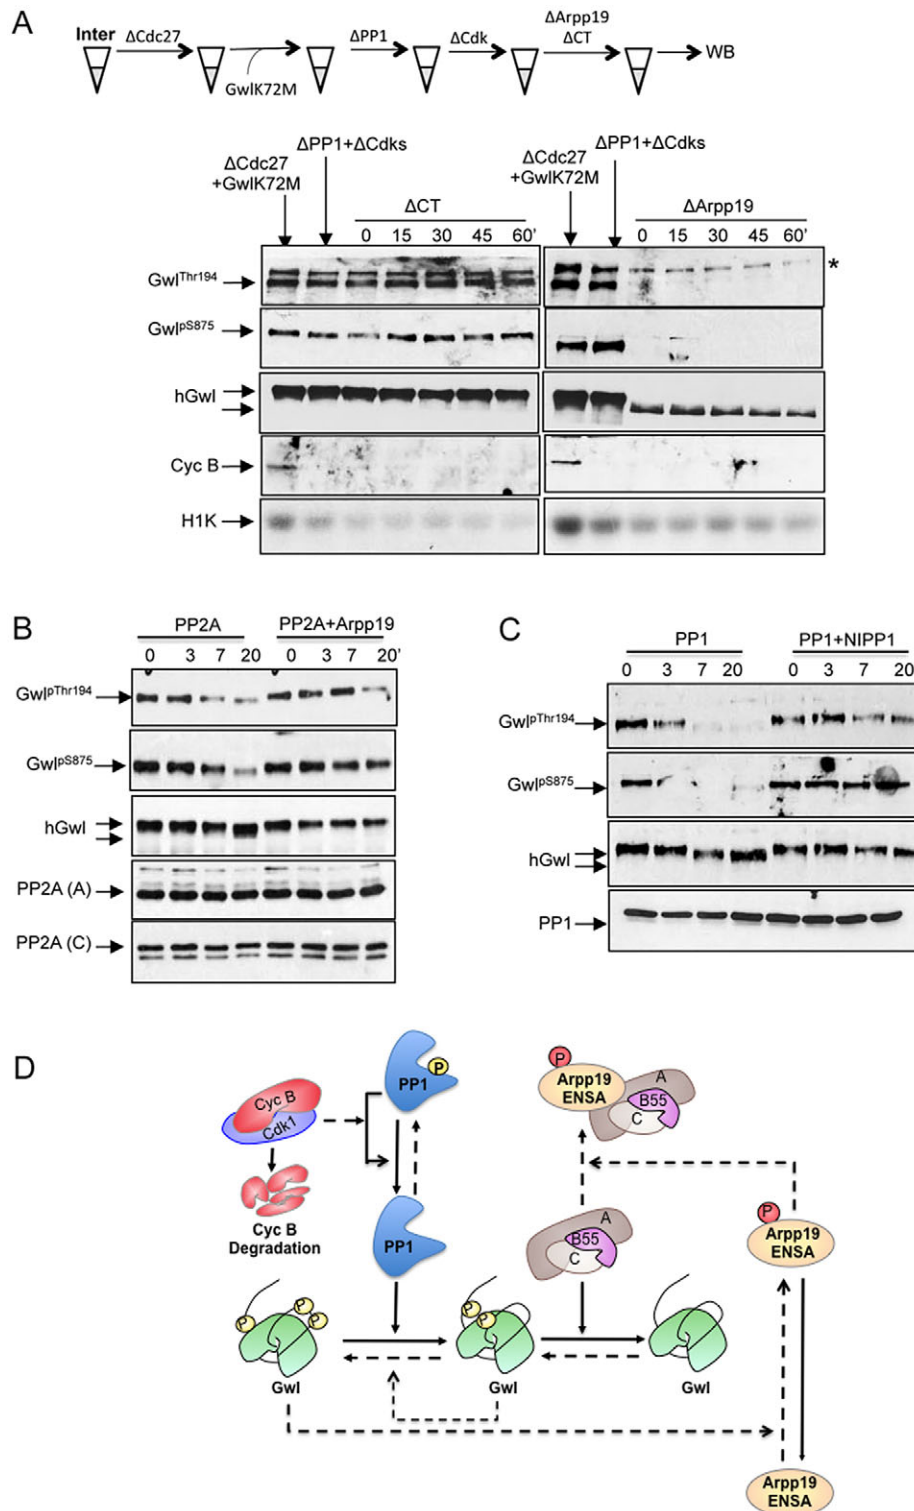 A
Inter ΔCdc27 GwlK72M ΔPP1 ΔCdk ΔArpp19 ΔCT WB
ΔCdc27 +GwlK72M
ΔPP1+ΔCdks
ΔCdc27 +GwlK72M
ΔPP1+ΔCdks
ΔCT
ΔArpp19
0 15 30 45 60'
0 15 30 45 60'
GwlThr194
*
GwlpS875
hGwl
Cyc B
H1K
B
PP2A PP2A+Arpp19
0 3 7 20 0 3 7 20'
GwlpThr194
GwlpS875
hGwl
PP2A (A)
PP2A (C)
C
PP1 PP1+NIPP1
0 3 7 20 0 3 7 20
GwlpThr194
GwlpS875
hGwl
PP1
D
Cyc B
Cdk1
Cyc B
Degradation
P
PP1
PP1
P
Arpp19
ENSA
A
B55
C
A
B55
C
P
Arpp19
ENSA
P
P
P
Gwl
P
P
Gwl
Gwl
Arpp19
ENSA